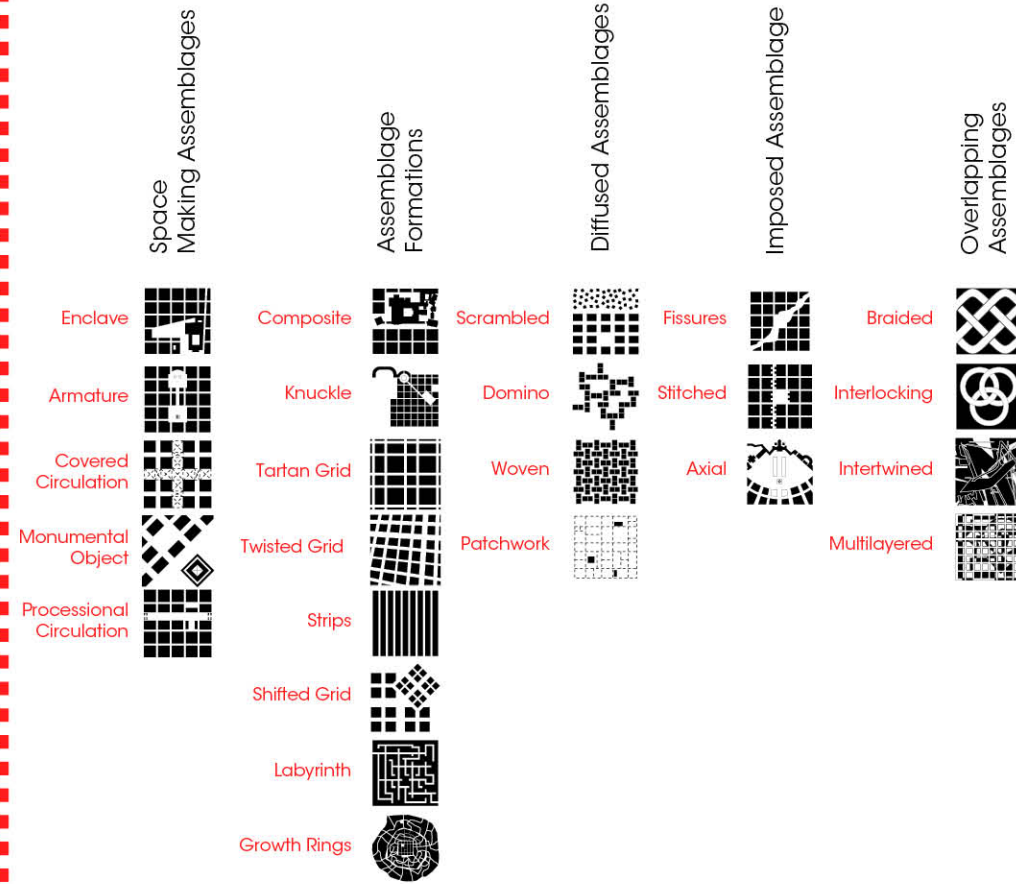 Space
Making Assemblages
Enclave
Armature
Covered
Circulation
Monumental
Object
Processional
Circulation
Assemblage
Formations
Composite
Knuckle
Tartan Grid
Twisted Grid
Strips
Shifted Grid
Labyrinth
Growth Rings
Diffused Assemblages
Scrambled
Domino
Woven
Patchwork
Imposed Assemblage
Fissures
Stitched
Axial
Overlapping
Assemblages
Braided
Interlocking
Intertwined
Multilayered